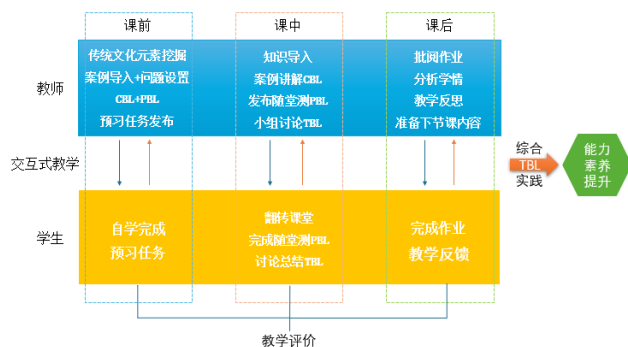 课前
课中
课后
教师
传统文化元素挖掘
案例导入+问题设置
CBL+PBL
预习任务发布
知识导入
案例讲解CBL
发布随堂测PBL
小组讨论TBL
批阅作业
分析学情
教学反思
准备下节课内容
交互式教学
综合
TBL
实践
能力
素养
提升
学生
自学完成
预习任务
翻转课堂
完成随堂测PBL
讨论总结TBL
完成作业
教学反馈
教学评价